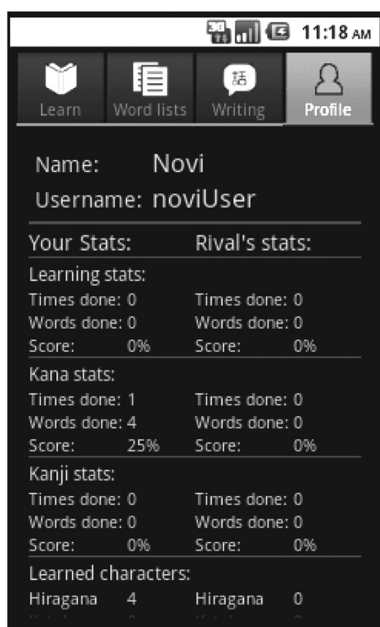 3G 11:18 AM
Learn Word lists 話 Writing Profile
Name: Novi
Username: noviUser
Your Stats: Rival's stats:
Learning stats:
Times done: 0 Times done: 0
Words done: 0 Words done: 0
Score: 0% Score: 0%
Kana stats:
Times done: 1 Times done: 0
Words done: 4 Words done: 0
Score: 25% Score: 0%
Kanji stats:
Times done: 0 Times done: 0
Words done: 0 Words done: 0
Score: 0% Score: 0%
Learned characters:
Hiragana 4 Hiragana 0